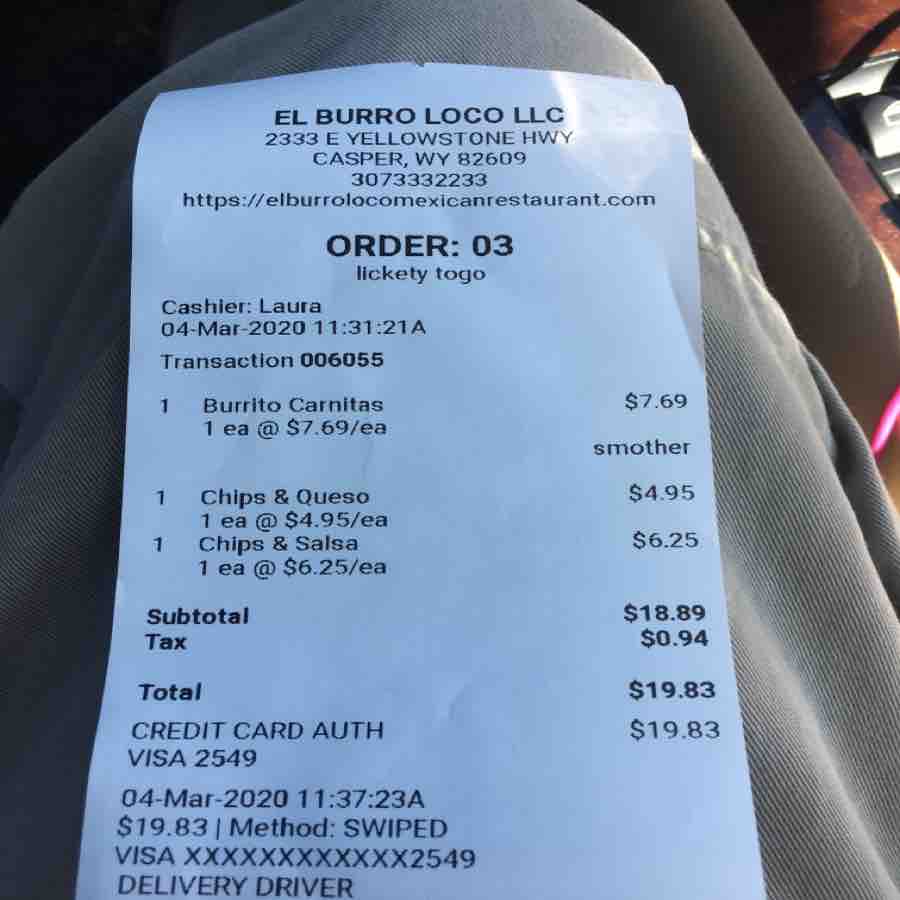 EL BURRO LOCO LLC
2333 E YELLOWSTONE HWY
CASPER, WY 82609
3073332233
https://elburrolocomexicanrestaurant.com
ORDER: 03
lickety togo
Cashier: Laura
04-Mar-2020 11:31:21A
Transaction 006055
1 Burrito Carnitas $7.69
1 ea @ $7.69/ea
smother
1 Chips & Queso $4.95
1 ea @ $4.95/ea
1 Chips & Salsa $6.25
1 ea @ $6.25/ea
Subtotal $18.89
Tax $0.94
Total $19.83
CREDIT CARD AUTH $19.83
VISA 2549
04-Mar-2020 11:37:23A
$19.83 | Method: SWIPED
VISA XXXXXXXXXXXX2549
DELIVERY DRIVER